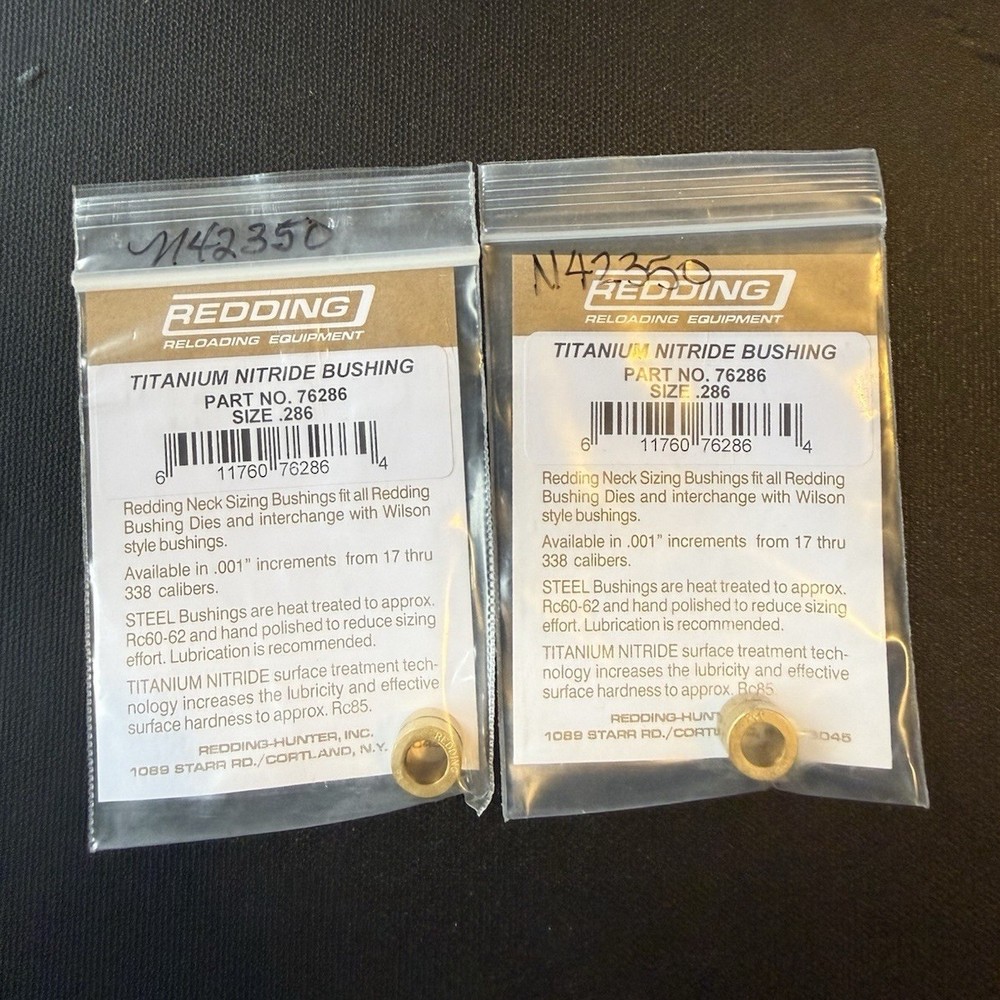 N42350
REDDING
RELOADING EQUIPMENT
TITANIUM NITRIDE BUSHING
PART NO. 76286
SIZE .286
6 11760 76286 4
Redding Neck Sizing Bushings fit all Redding
Bushing Dies and interchange with Wilson
style bushings.
Available in .001" increments from 17 thru
338 calibers.
STEEL Bushings are heat treated to approx.
Rc60-62 and hand polished to reduce sizing
effort. Lubrication is recommended.
TITANIUM NITRIDE surface treatment tech-
nology increases the lubricity and effective
surface hardness to approx. Rc85.
REDDING-HUNTER, INC.
1089 STARR RD./CORTLAND, N.Y.
REDDING
N42350
REDDING
RELOADING EQUIPMENT
TITANIUM NITRIDE BUSHING
PART NO. 76286
SIZE .286
6 11760 76286 4
Redding Neck Sizing Bushings fit all Redding
Bushing Dies and interchange with Wilson
style bushings.
Available in .001" increments from 17 thru
338 calibers.
STEEL Bushings are heat treated to approx.
Rc60-62 and hand polished to reduce sizing
effort. Lubrication is recommended.
TITANIUM NITRIDE surface treatment tech-
nology increases the lubricity and effective
surface hardness to approx. Rc85
REDDING-HUNT
1089 STARR RD./CORTL 3045